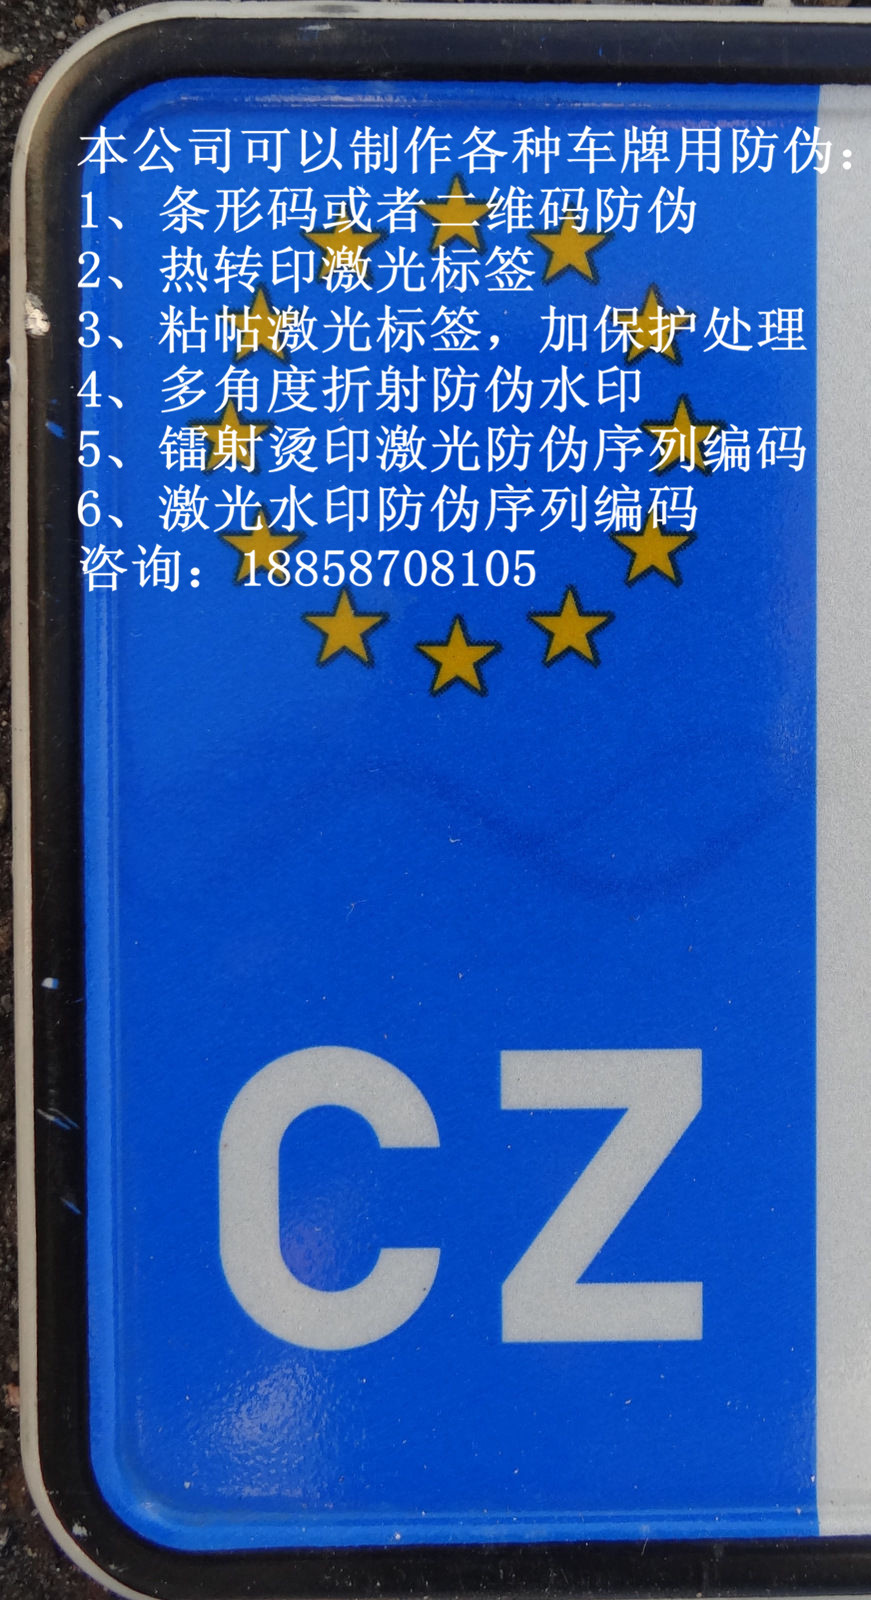 本公司可以制作各种车牌用防伪：
1、条形码或者二维码防伪
2、热转印激光标签
3、粘帖激光标签，加保护处理
4、多角度折射防伪水印
5、镭射烫印激光防伪序列编码
6、激光水印防伪序列编码
咨询：18858708105
CZ